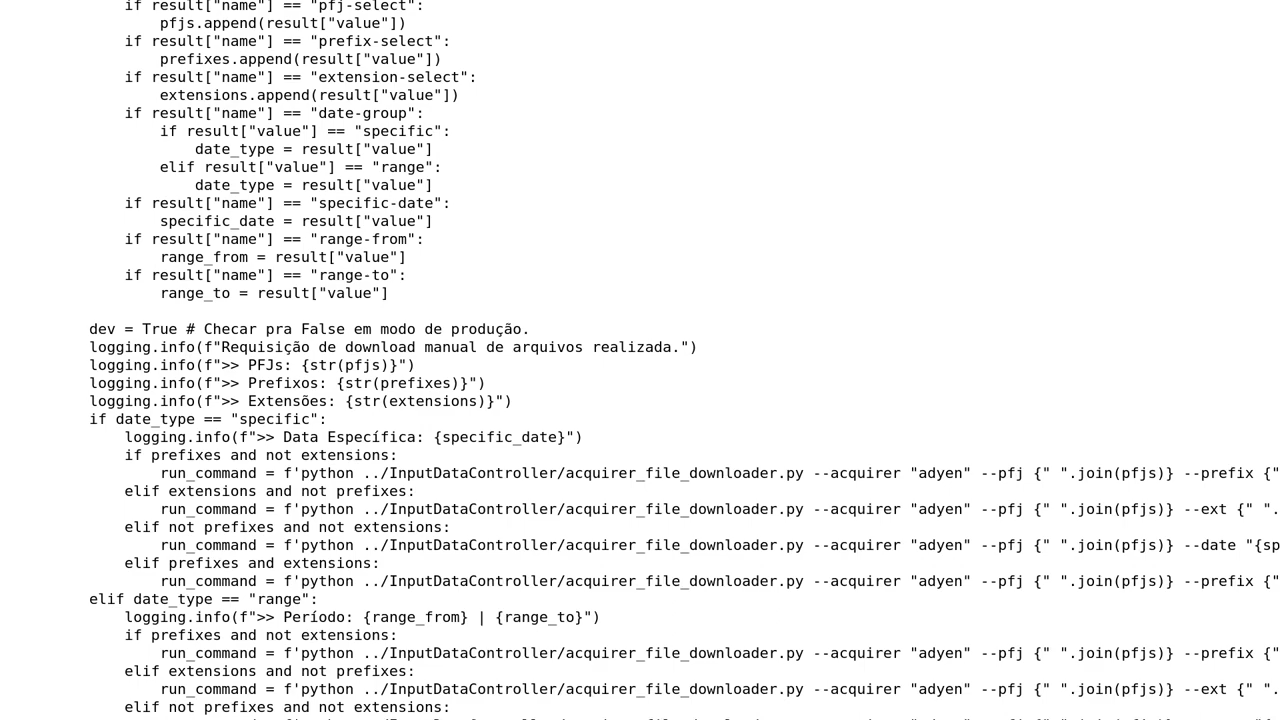 if result["name"] == "pfj-select":
pfjs.append(result["value"])
if result["name"] == "prefix-select":
prefixes.append(result["value"])
if result["name"] == "extension-select":
extensions.append(result["value"])
if result["name"] == "date-group":
if result["value"] == "specific":
date_type = result["value"]
elif result["value"] == "range":
date_type = result["value"]
if result["name"] == "specific-date":
specific_date = result["value"]
if result["name"] == "range-from":
range_from = result["value"]
if result["name"] == "range-to":
range_to = result["value"]
dev = True # Checar pra False em modo de produção.
logging.info(f"Requisição de download manual de arquivos realizada.")
logging.info(f">> PFJs: {str(pfjs)}")
logging.info(f">> Prefixos: {str(prefixes)}")
logging.info(f">> Extensões: {str(extensions)}")
if date_type == "specific":
logging.info(f">> Data Específica: {specific_date}")
if prefixes and not extensions:
run_command = f'python ../InputDataController/acquirer_file_downloader.py --acquirer "adyen" --pfj {" ".join(pfjs)} --prefix {"
elif extensions and not prefixes:
run_command = f'python ../InputDataController/acquirer_file_downloader.py --acquirer "adyen" --pfj {" ".join(pfjs)} --ext {" ".
elif not prefixes and not extensions:
run_command = f'python ../InputDataController/acquirer_file_downloader.py --acquirer "adyen" --pfj {" ".join(pfjs)} --date "{sp
elif prefixes and extensions:
run_command = f'python ../InputDataController/acquirer_file_downloader.py --acquirer "adyen" --pfj {" ".join(pfjs)} --prefix {"
elif date_type == "range":
logging.info(f">> Período: {range_from} | {range_to}")
if prefixes and not extensions:
run_command = f'python ../InputDataController/acquirer_file_downloader.py --acquirer "adyen" --pfj {" ".join(pfjs)} --prefix {"
elif extensions and not prefixes:
run_command = f'python ../InputDataController/acquirer_file_downloader.py --acquirer "adyen" --pfj {" ".join(pfjs)} --ext {" ".
elif not prefixes and not extensions: